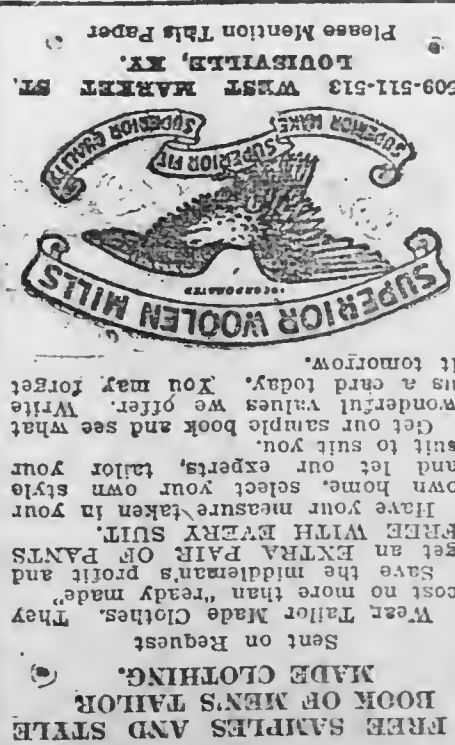 FREE SAMPLES AND STYLE
BOOK OF MEN'S TAILOR
MADE CLOTHING.
Sent on Request
Wear Tailor Made Clothes. They
cost no more than "ready made"
Save the middleman's profit and
get an EXTRA PAIR OF PANTS
FREE WITH EVERY SUIT.
Have your measure taken in your
own home, select your own style
and let our experts, tailor your
suit to suit you.
Get our sample book and see what
wonderful values we offer. Write
us a card today. You may forget
it tomorrow.
SUPERIOR WOOLEN MILLS
INCORPORATED
SUPERIOR MAKE
SUPERIOR FIT
SUPERIOR QUALITY
509-511-513 WEST MARKET ST.
LOUISVILLE, KY.
Please Mention This Paper